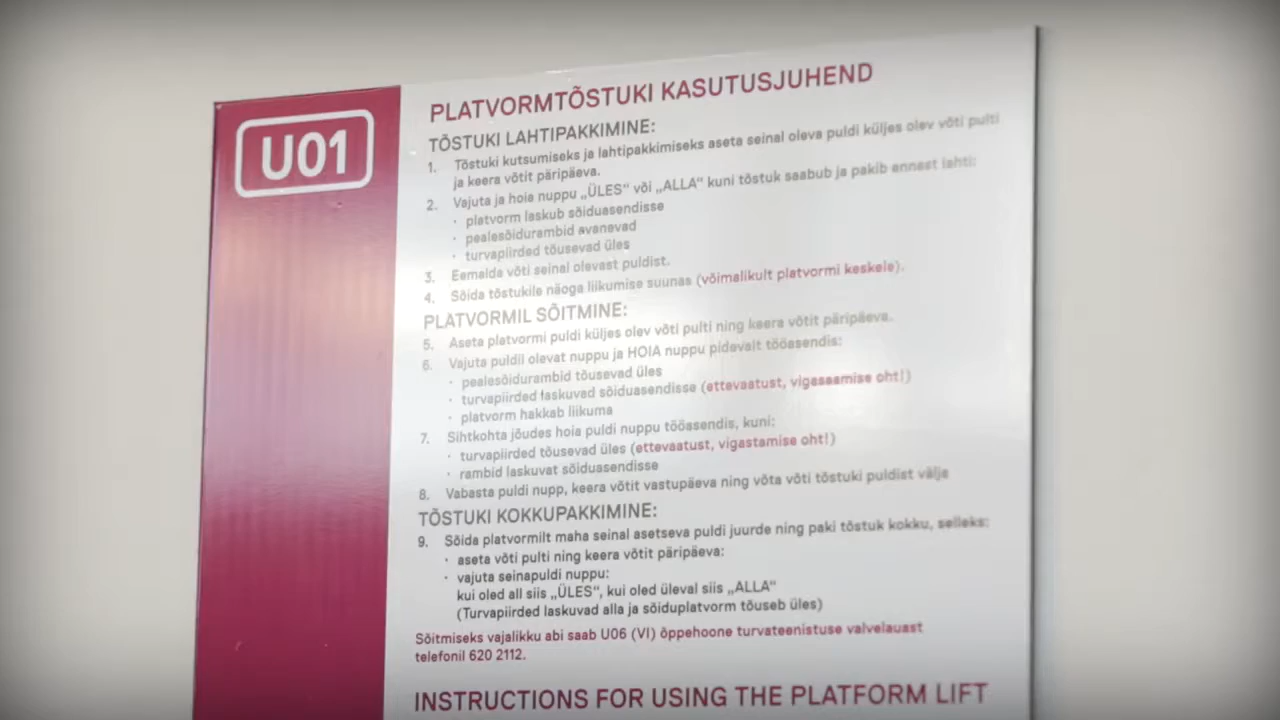 U01
PLATVORMTÕSTUKI KASUTUSJUHEND
TÕSTUKI LAHTIPAKKIMINE:
1. Tõstuki kutsumiseks ja lahtipakkimiseks aseta seinal oleva puldi küljes olev võti pulti
ja keera võtit päripäeva.
2. Vajuta ja hoia nuppu „ÜLES“ või „ALLA“ kuni tõstuk saabub ja pakib ennast lahti:
· platvorm laskub sõiduasendisse
· pealesõidurambid avanevad
· turvapiirded tõusevad üles
3. Eemalda võti seinal olevast puldist.
4. Sõida tõstukile näoga liikumise suunas (võimalikult platvormi keskele).
PLATVORMIL SÕITMINE:
5. Aseta platvormi puldi küljes olev võti pulti ning keera võtit päripäeva.
6. Vajuta puldil olevat nuppu ja HOIA nuppu pidevalt tööasendis:
· pealesõidurambid tõusevad üles
· turvapiirded laskuvad sõiduasendisse (ettevaatust, vigasaamise oht!)
· platvorm hakkab liikuma
7. Sihtkohta jõudes hoia puldi nuppu tööasendis, kuni:
· turvapiirded tõusevad üles (ettevaatust, vigastamise oht!)
· rambid laskuvat sõiduasendisse
8. Vabasta puldi nupp, keera võtit vastupäeva ning võta võti tõstuki puldist välja
TÕSTUKI KOKKUPAKKIMINE:
9. Sõida platvormilt maha seinal asetseva puldi juurde ning paki tõstuk kokku, selleks:
· aseta võti pulti ning keera võtit päripäeva:
· vajuta seinapuldi nuppu:
kui oled all siis „ÜLES“, kui oled üleval siis „ALLA“
(Turvapiirded laskuvad alla ja sõiduplatvorm tõuseb üles)
Sõitmiseks vajalikku abi saab U06 (VI) õppehoone turvateenistuse valvelauast
telefonil 620 2112.
INSTRUCTIONS FOR USING THE PLATFORM LIFT